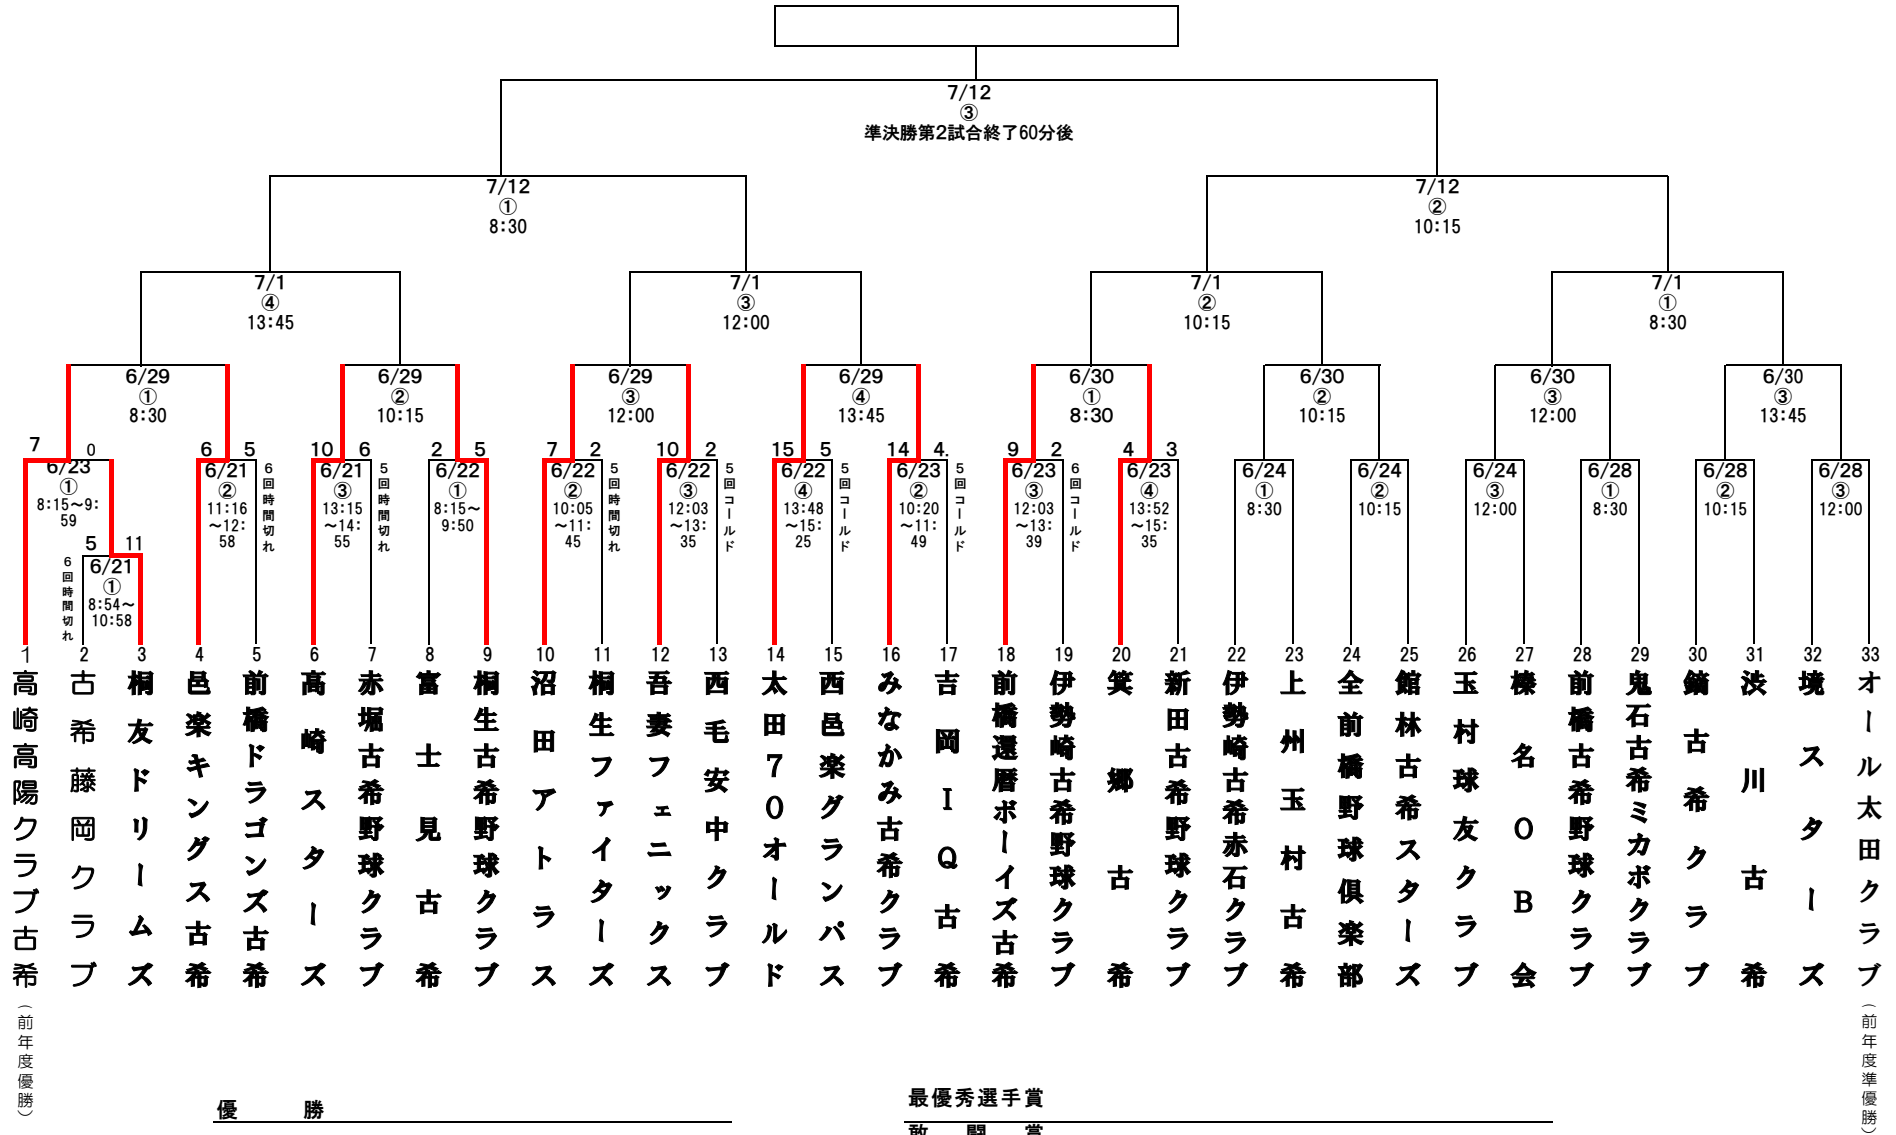 7/12
③
準決勝第2試合終了60分後
7/12
①
8:30
7/12
②
10:15
7/1
④
13:45
7/1
③
12:00
7/1
②
10:15
7/1
①
8:30
6/29
①
8:30
6/29
②
10:15
6/29
③
12:00
6/29
④
13:45
6/30
①
8:30
6/30
②
10:15
6/30
③
12:00
6/30
③
13:45
7 0
6/23
①
8:15～9:
59
6 5
6/21
②
11:16
～12:
58
6回時間切れ
10 6
6/21
③
13:15
～14:
55
5回時間切れ
2 5
6/22
①
8:15～
9:50
7 2
6/22
②
10:05
～11:
45
5回時間切れ
10 2
6/22
③
12:03
～13:
35
5回コールド
15 5
6/22
④
13:48
～15:
25
5回コールド
14 4.
6/23
②
10:20
～11:
49
5回コールド
9 2
6/23
③
12:03
～13:
39
6回コールド
4 3
6/23
④
13:52
～15:
35
6/24
①
8:30
6/24
②
10:15
6/24
③
12:00
6/28
①
8:30
6/28
②
10:15
6/28
③
12:00
5 11
6/21
①
8:54～
10:58
6回時間切れ
1 2 3 4 5 6 7 8 9 10 11 12 13 14 15 16 17 18 19 20 21 22 23 24 25 26 27 28 29 30 31 32 33
高崎高陽クラブ古希
（前年度優勝）
古希藤岡クラブ
桐友ドリームズ
邑楽キングス古希
前橋ドラゴンズ古希
高崎スターズ
赤堀古希野球クラブ
富士見古希
桐生古希野球クラブ
沼田アトラス
桐生ファイターズ
吾妻フェニックス
西毛安中クラブ
太田70オールド
西邑楽グランパス
みなかみ古希クラブ
吉岡IQ古希
前橋還暦ボーイズ古希
伊勢崎古希野球クラブ
箕郷古希
新田古希野球クラブ
伊勢崎古希赤石クラブ
上州玉村古希
全前橋野球倶楽部
館林古希スターズ
玉村球友クラブ
榛名OB会
前橋古希野球クラブ
鬼石古希ミカボクラブ
鏑古希クラブ
渋川古希
境スターズ
オール太田クラブ
（前年度準優勝）
優勝
最優秀選手賞
敢闘賞